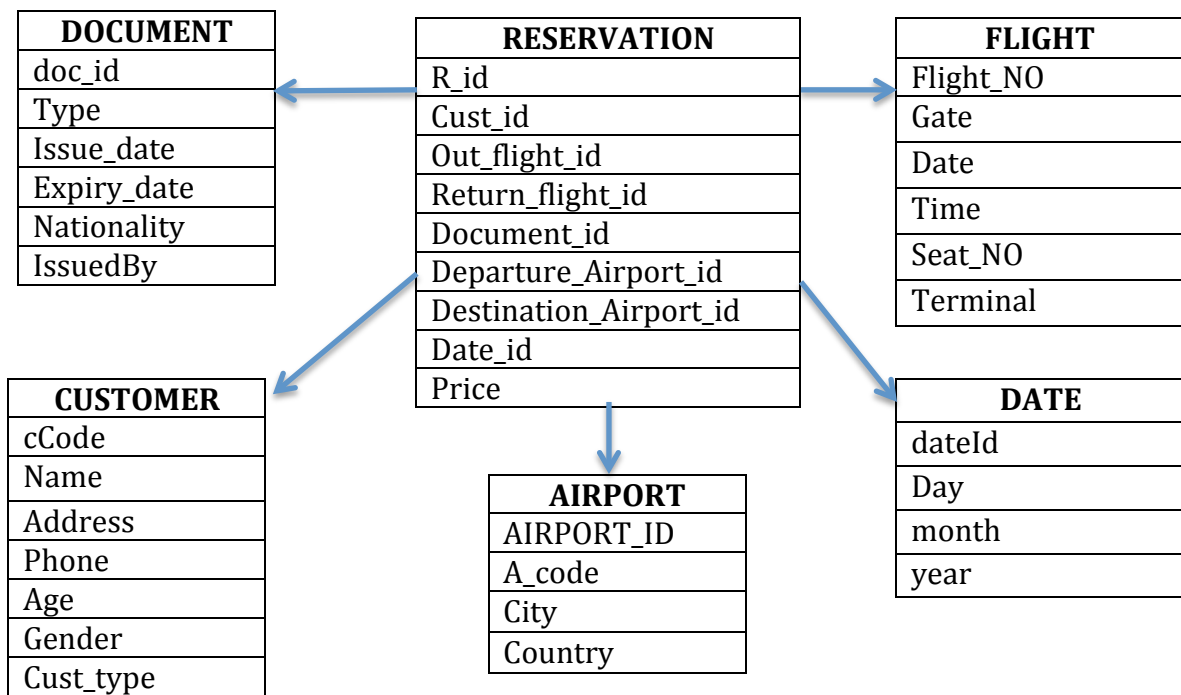 DOCUMENT
doc_id
Type
Issue_date
Expiry_date
Nationality
IssuedBy
RESERVATION
R_id
Cust_id
Out_flight_id
Return_flight_id
Document_id
Departure_Airport_id
Destination_Airport_id
Date_id
Price
FLIGHT
Flight_NO
Gate
Date
Time
Seat_NO
Terminal
CUSTOMER
cCode
Name
Address
Phone
Age
Gender
Cust_type
AIRPORT
AIRPORT_ID
A_code
City
Country
DATE
dateId
Day
month
year